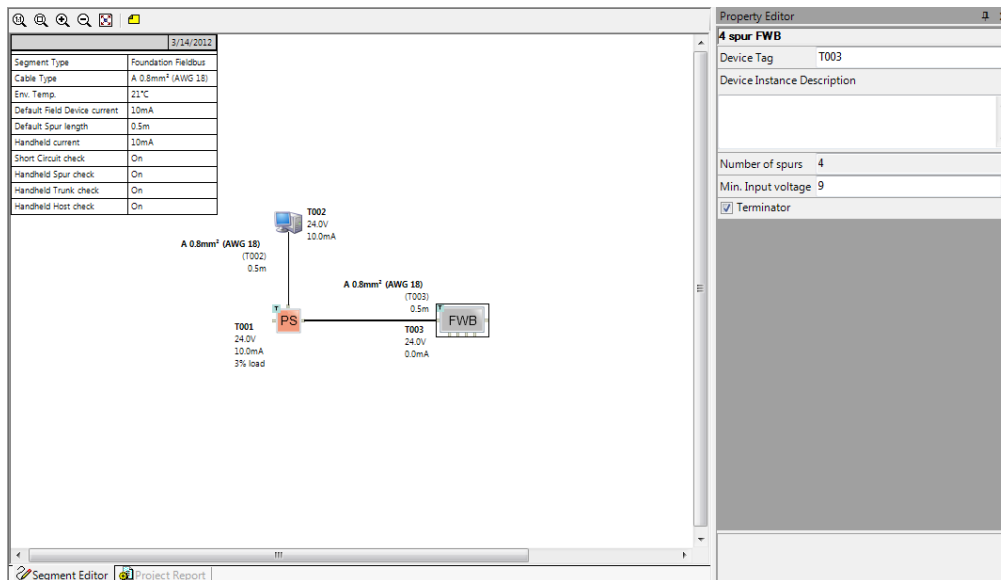 Property Editor
3/14/2012
Segment Type Foundation Fieldbus
Cable Type A 0.8mm² (AWG 18)
Env. Temp. 21°C
Default Field Device current 10mA
Default Spur length 0.5m
Handheld current 10mA
Short Circuit check On
Handheld Spur check On
Handheld Trunk check On
Handheld Host check On
T002
24.0V
10.0mA
A 0.8mm² (AWG 18)
(T002)
0.5m
A 0.8mm² (AWG 18)
(T003)
0.5m
T
PS
T
FWB
T001
24.0V
10.0mA
3% load
T003
24.0V
0.0mA
4 spur FWB
Device Tag T003
Device Instance Description
Number of spurs 4
Min. Input voltage 9
Terminator
Segment Editor
Project Report